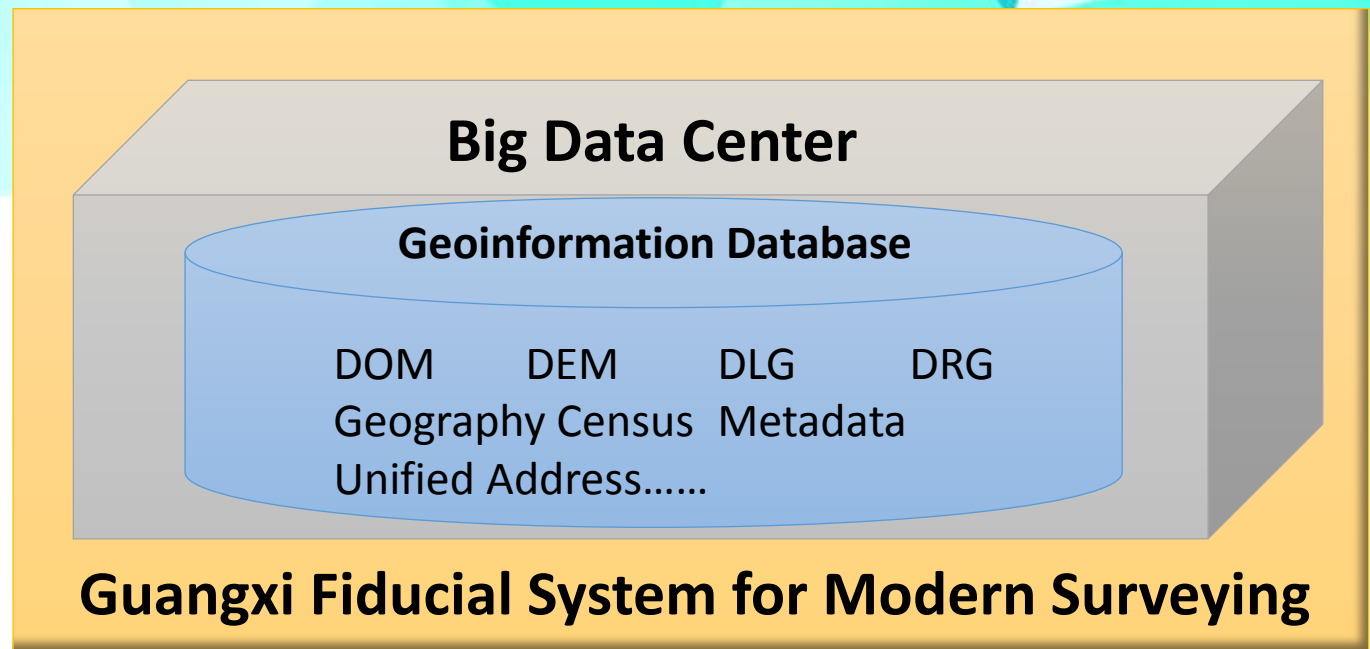 Big Data Center
Geoinformation Database
DOM DEM DLG DRG
Geography Census Metadata
Unified Address……
Guangxi Fiducial System for Modern Surveying